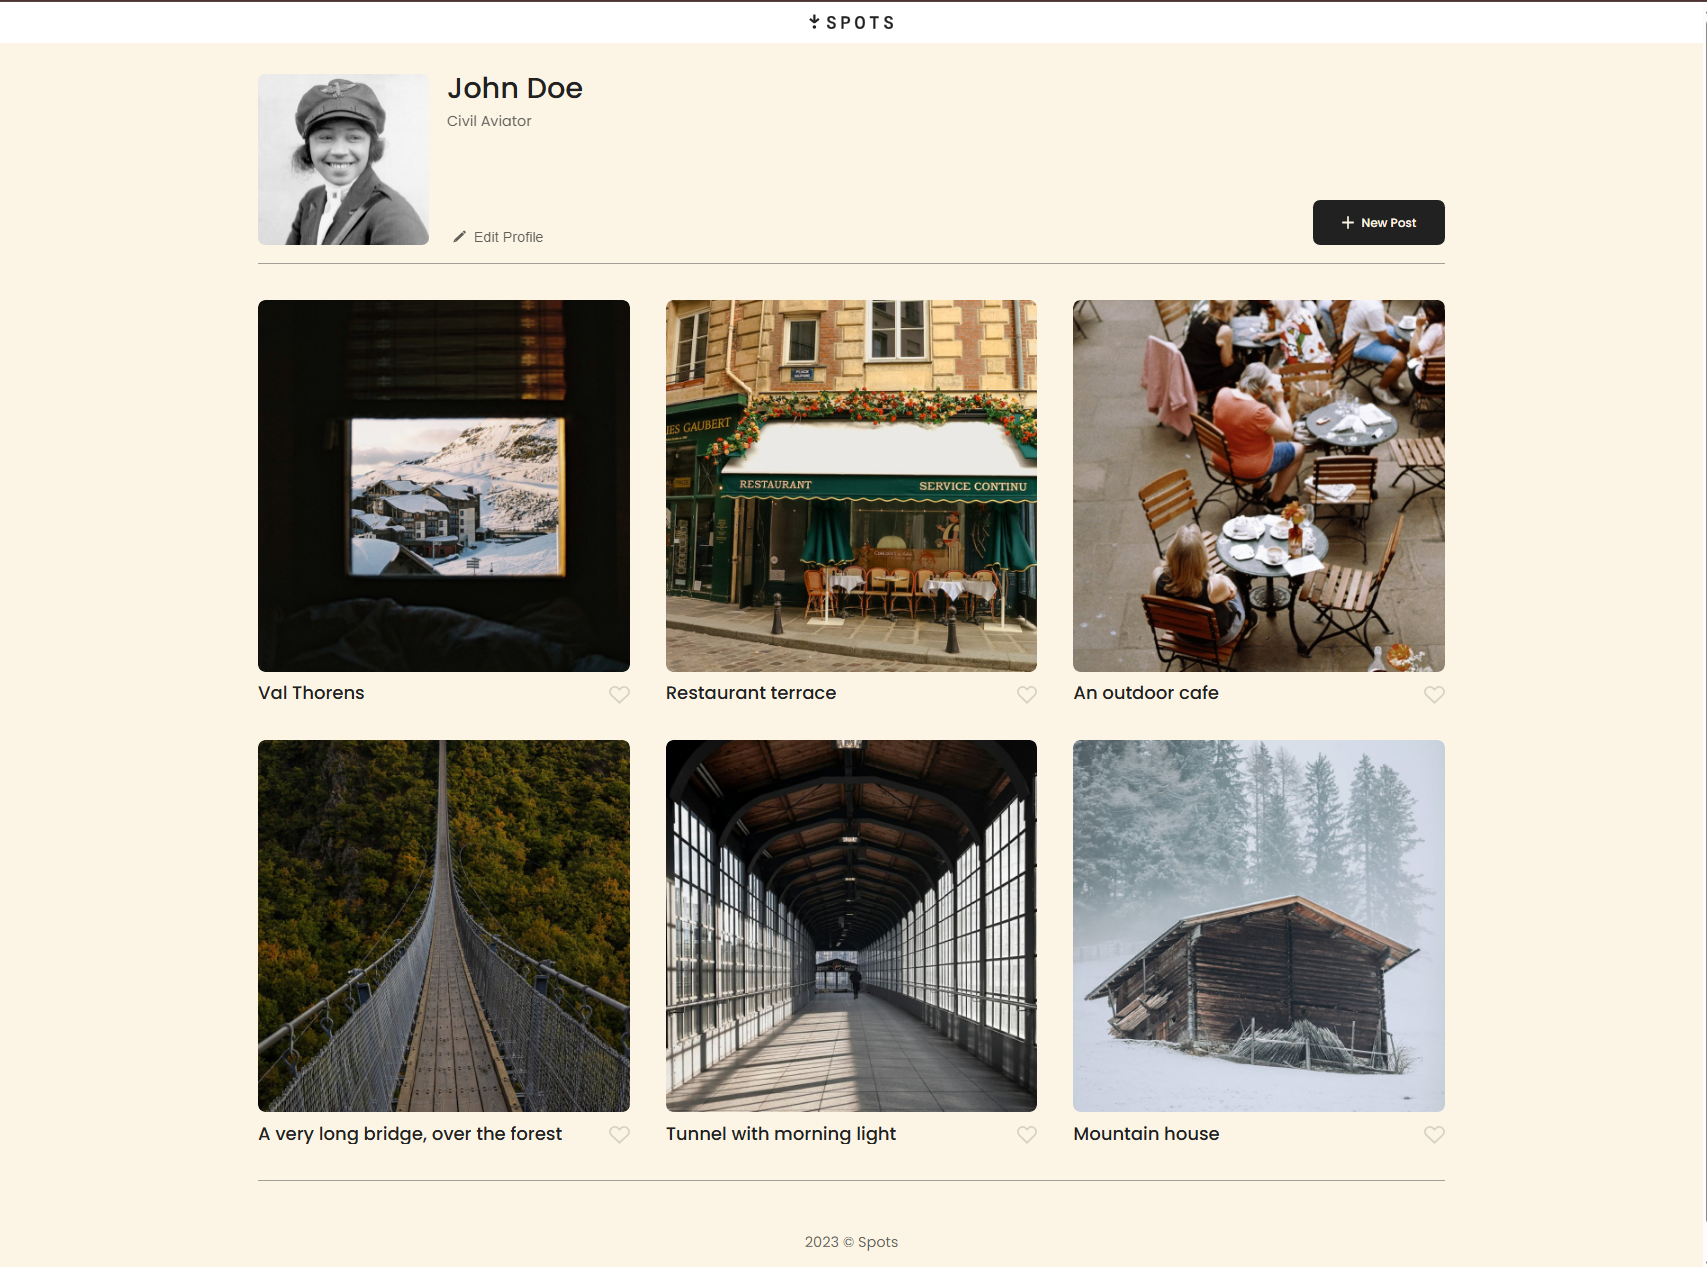 SPOTS
John Doe
Civil Aviator
Edit Profile
New Post
IES GAUBERT
RESTAURANT
SERVICE CONTINU
Val Thorens
Restaurant terrace
An outdoor cafe
A very long bridge, over the forest
Tunnel with morning light
Mountain house
2023 © Spots